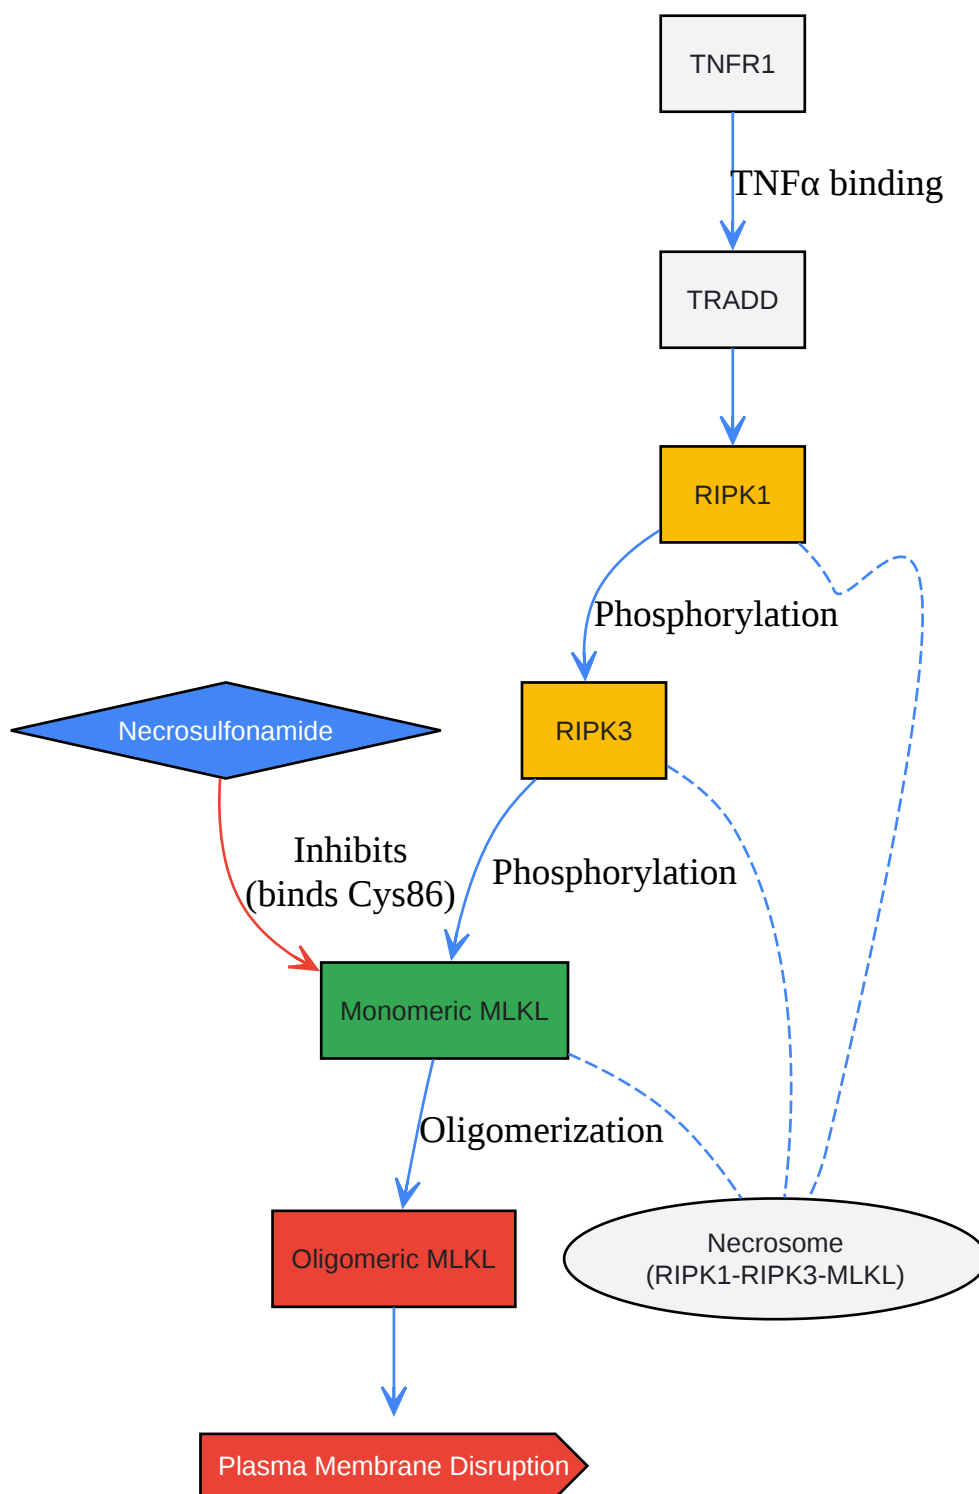 TNFR1
TNFα binding
TRADD
RIPK1
Phosphorylation
RIPK3
Necrosulfonamide
Inhibits
(binds Cys86)
Phosphorylation
Monomeric MLKL
Oligomerization
Oligomeric MLKL
Necrosome
(RIPK1-RIPK3-MLKL)
Plasma Membrane Disruption